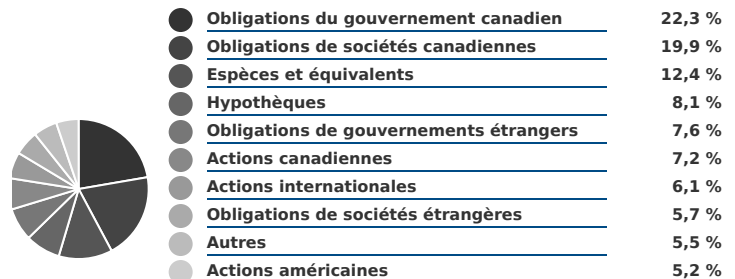 Obligations du gouvernement canadien 22,3 %
Obligations de sociétés canadiennes 19,9 %
Espèces et équivalents 12,4 %
Hypothèques 8,1 %
Obligations de gouvernements étrangers 7,6 %
Actions canadiennes 7,2 %
Actions internationales 6,1 %
Obligations de sociétés étrangères 5,7 %
Autres 5,5 %
Actions américaines 5,2 %